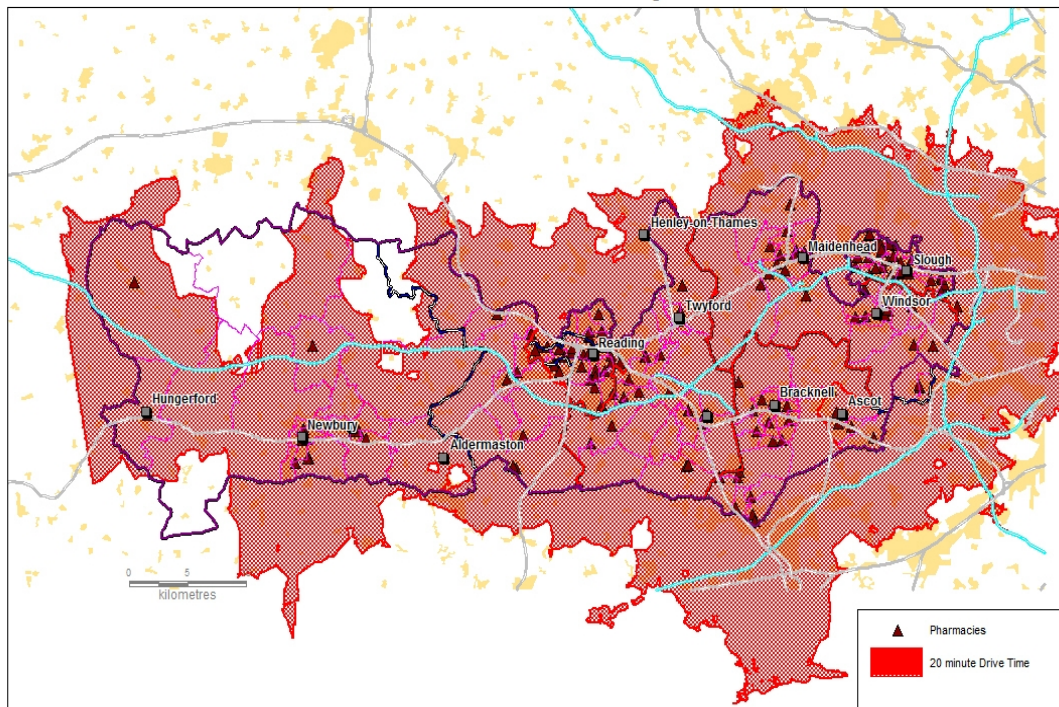 Henley-on-Thames
Maidenhead
Slough
Windsor
Twyford
Reading
Bracknell
Ascot
Hungerford
Newbury
Aldermaston
0 5
kilometres
Pharmacies
20 minute Drive Time